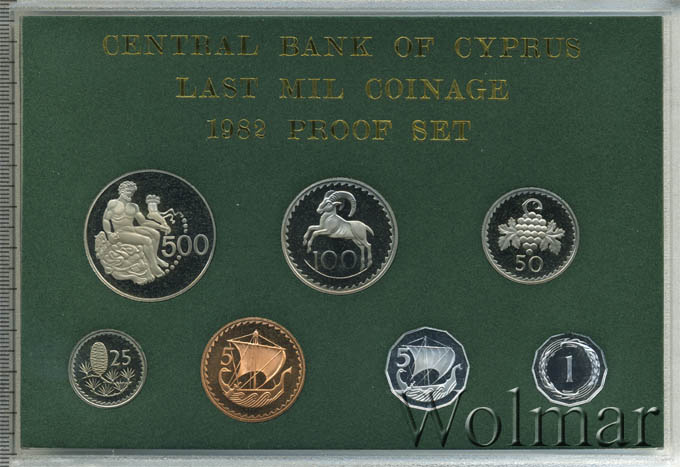 CENTRAL BANK OF CYPRUS
LAST MIL COINAGE
1982 PROOF SET
500
100
50
25
5
5
1
Wolmar